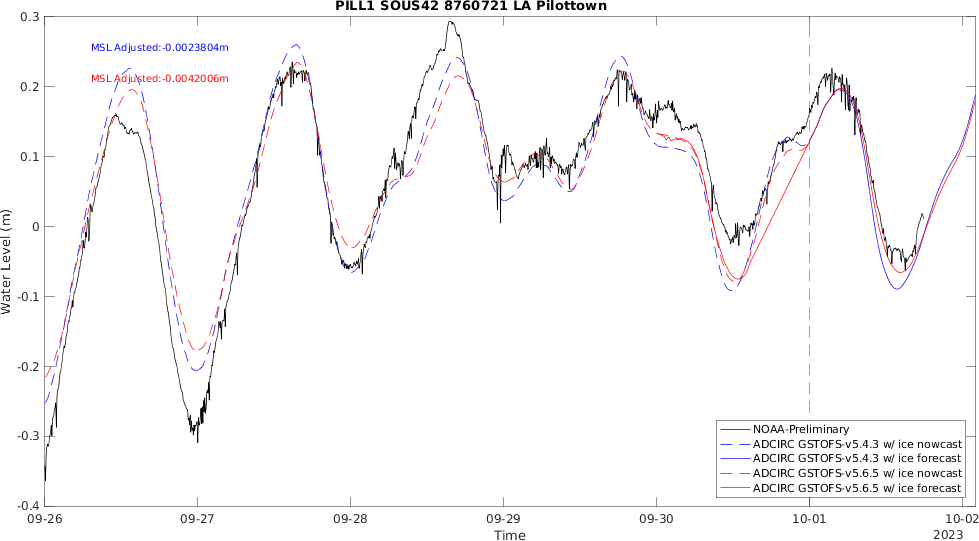 PILL1 SOUS42 8760721 LA Pilottown
MSL Adjusted:-0.0023804m
MSL Adjusted:-0.0042006m
0.3
0.2
0.1
0
-0.1
-0.2
-0.3
-0.4
Water Level (m)
NOAA-Preliminary
ADCIRC GSTOFS-v5.4.3 w/ ice nowcast
ADCIRC GSTOFS-v5.4.3 w/ ice forecast
ADCIRC GSTOFS-v5.6.5 w/ ice nowcast
ADCIRC GSTOFS-v5.6.5 w/ ice forecast
09-26 09-27 09-28 09-29 09-30 10-01 10-02
Time
2023